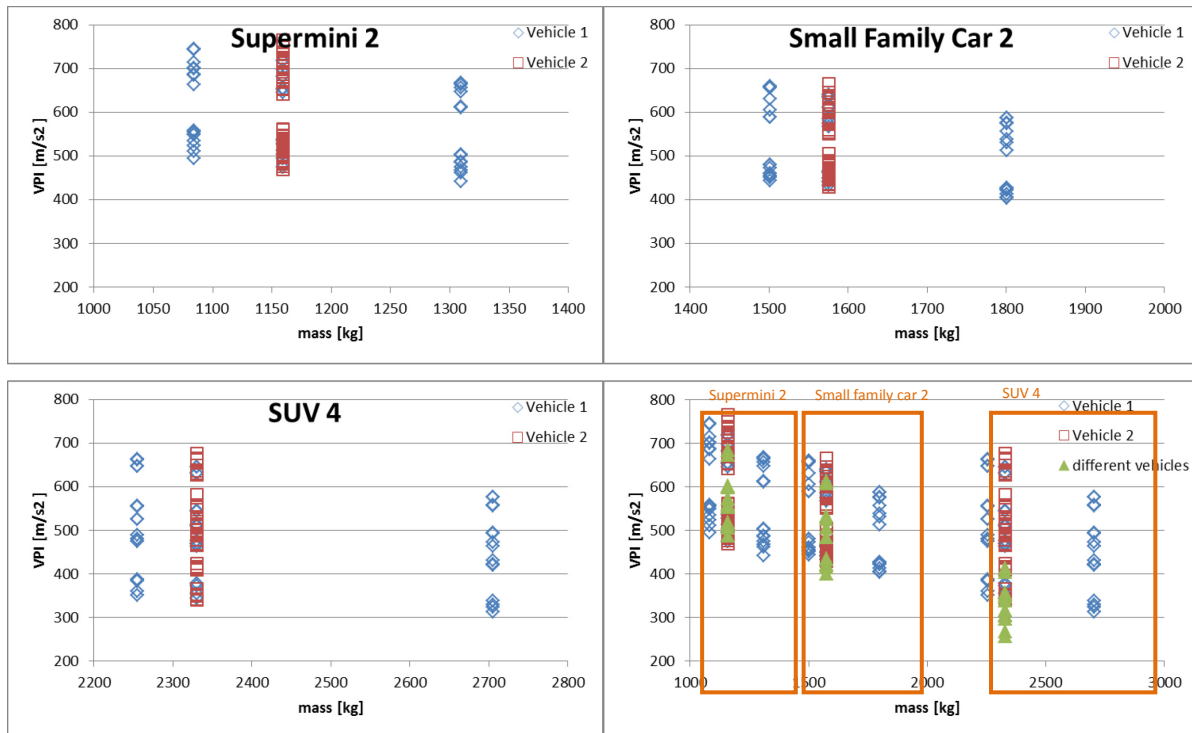 Supermini 2
Vehicle 1
Vehicle 2
VPI [m/s2]
800
700
600
500
400
300
200
1000 1050 1100 1150 1200 1250 1300 1350 1400
mass [kg]
Small Family Car 2
Vehicle 1
Vehicle 2
VPI [m/s2]
800
700
600
500
400
300
200
1400 1500 1600 1700 1800 1900 2000
mass [kg]
SUV 4
Vehicle 1
Vehicle 2
VPI [m/s2]
800
700
600
500
400
300
200
2200 2300 2400 2500 2600 2700 2800
mass [kg]
Supermini 2 Small family car 2 SUV 4
Vehicle 1
Vehicle 2
different vehicles
VPI [m/s2]
800
700
600
500
400
300
200
1000 1500 2000 2500 3000
mass [kg]